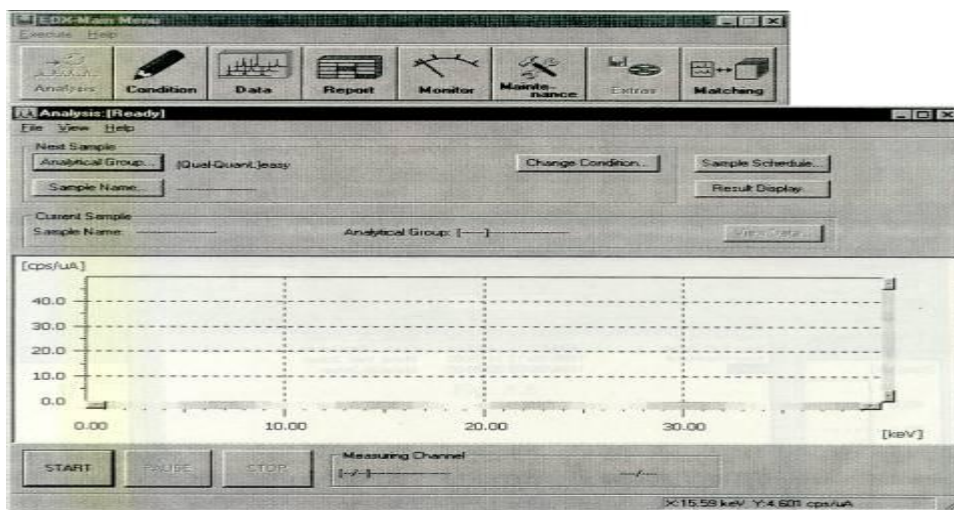 EDX-Main Menu
Execute Help
Analysis Condition Data Report Monitor Mainte-nance Extras Matching
Analysis:[Ready]
File View Help
Next Sample
Analytical Group... [Qual-Quant.]easy Change Condition... Sample Schedule...
Sample Name... ---------------- Result Display
Current Sample
Sample Name: ---------------- Analytical Group: [----]----------------
View Data...
[cps/uA]
40.0
30.0
20.0
10.0
0.0
0.00 10.00 20.00 30.00 [keV]
START PAUSE STOP
Measuring Channel
[--/--]---------------- ---/---
X:15.59 keV Y:4.601 cps/uA